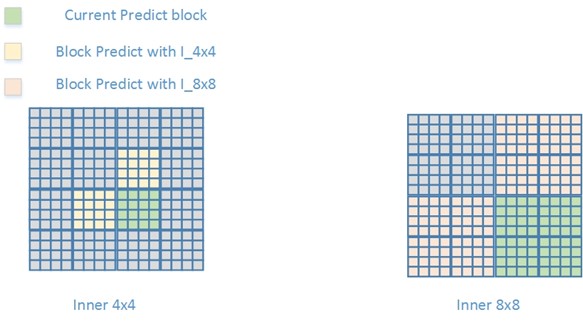 Current Predict block
Block Predict with I_4x4
Block Predict with I_8x8
Inner 4x4
Inner 8x8